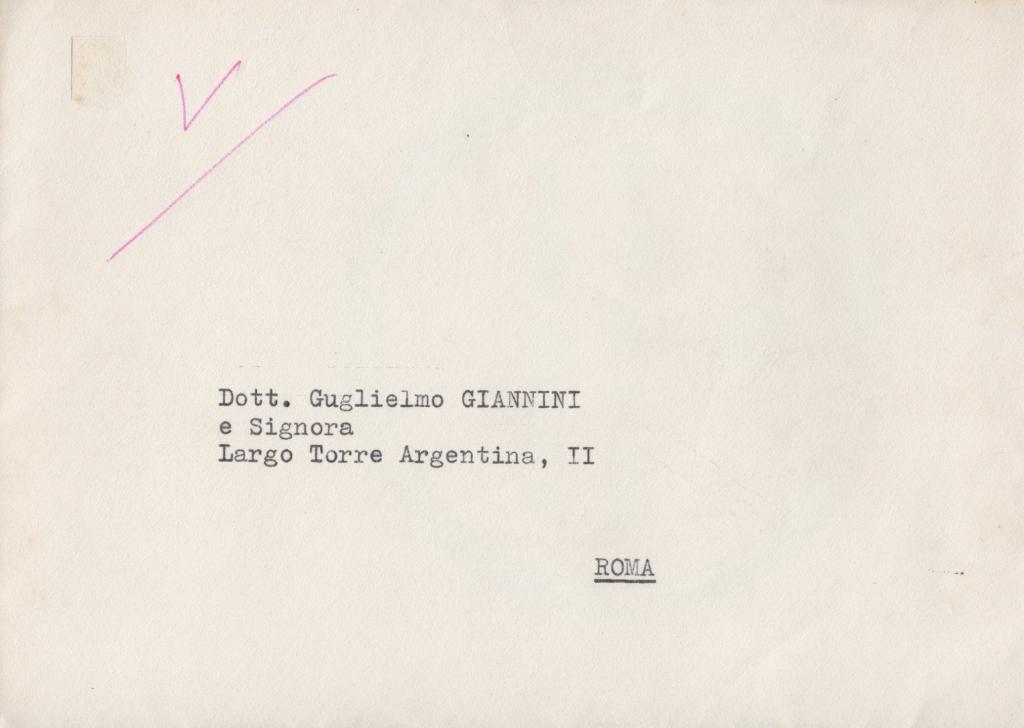 Dott. Guglielmo GIANNINI
e Signora
Largo Torre Argentina, II
ROMA